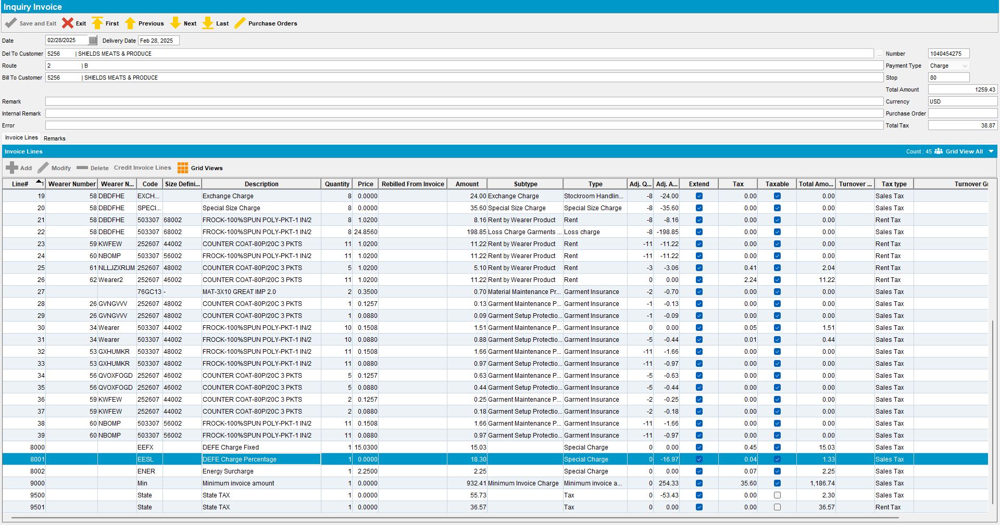 Inquiry Invoice
Save and Exit Exit First Previous Next Last Purchase Orders
Date 02/28/2025 16 Delivery Date Feb 28, 2025
Del To Customer 5256 | SHIELDS MEATS & PRODUCE ... Number 1040454275
Route 2 | B Payment Type Charge
Bill To Customer 5256 | SHIELDS MEATS & PRODUCE Stop 80
Total Amount 1259.43
Remark Currency USD
Internal Remark Purchase Order
Error Total Tax 38.87
Invoice Lines Remarks
Invoice Lines Count : 45 Grid View All
Add Modify Delete Credit Invoice Lines Grid Views
Line# 1 Wearer Number Wearer N... Code Size Defini... Description Quantity Price Rebilled From Invoice Amount Subtype Type Adj. Q... Adj. A... Extend Tax Taxable Total Amo... Turnover ... Tax type Turnover Gr
19 58 DBDFHE EXCH... Exchange Charge 8 0.0000 24.00 Exchange Charge Stockroom Handlin... -8 -24.00 0.00 0.00 Sales Tax
20 58 DBDFHE SPECI... Special Size Charge 8 0.0000 35.60 Special Size Charge Special Size Charge -8 -35.60 0.00 0.00 Sales Tax
21 58 DBDFHE 503307 68002 FROCK-100%SPUN POLY-PKT-1 IN/2 8 1.0200 8.16 Rent by Wearer Product Rent -8 -8.16 0.00 0.00 Rent Tax
22 58 DBDFHE 503307 68002 FROCK-100%SPUN POLY-PKT-1 IN/2 8 24.8560 198.85 Loss Charge Garments ... Loss charge -8 -198.85 0.00 0.00 Sales Tax
23 59 KWFEW 252607 44002 COUNTER COAT-80P/20C 3 PKTS 11 1.0200 11.22 Rent by Wearer Product Rent -11 -11.22 0.00 0.00 Rent Tax
24 60 NBOMP 503307 56002 FROCK-100%SPUN POLY-PKT-1 IN/2 11 1.0200 11.22 Rent by Wearer Product Rent -11 -11.22 0.00 0.00 Rent Tax
25 61 NLLJZXRIJM 252607 48002 COUNTER COAT-80P/20C 3 PKTS 5 1.0200 5.10 Rent by Wearer Product Rent -3 -3.06 0.41 2.04 Rent Tax
26 62 Wearer2 252607 46002 COUNTER COAT-80P/20C 3 PKTS 11 1.0200 11.22 Rent by Wearer Product Rent 0 0.00 2.24 11.22 Rent Tax
27 76GC13 - MAT-3X10 GREAT IMP 2.0 2 0.3500 0.70 Material Maintenance Pr... Garment Insurance -2 -0.70 0.00 0.00 Sales Tax
28 26 GVNGVVV 252607 48002 COUNTER COAT-80P/20C 3 PKTS 1 0.1257 0.13 Garment Maintenance P... Garment Insurance -1 -0.13 0.00 0.00 Sales Tax
29 26 GVNGVVV 252607 48002 COUNTER COAT-80P/20C 3 PKTS 1 0.0880 0.09 Garment Setup Protectio... Garment Insurance -1 -0.09 0.00 0.00 Sales Tax
30 34 Wearer 503307 44002 FROCK-100%SPUN POLY-PKT-1 IN/2 10 0.1508 1.51 Garment Maintenance P... Garment Insurance 0 0.00 0.05 1.51 Sales Tax
31 34 Wearer 503307 44002 FROCK-100%SPUN POLY-PKT-1 IN/2 10 0.0880 0.88 Garment Setup Protectio... Garment Insurance -5 -0.44 0.01 0.44 Sales Tax
32 53 GXHUMKR 503307 48002 FROCK-100%SPUN POLY-PKT-1 IN/2 11 0.1508 1.66 Garment Maintenance P... Garment Insurance -11 -1.66 0.00 0.00 Sales Tax
33 53 GXHUMKR 503307 48002 FROCK-100%SPUN POLY-PKT-1 IN/2 11 0.0880 0.97 Garment Setup Protectio... Garment Insurance -11 -0.97 0.00 0.00 Sales Tax
34 56 QVOXFOGD 252607 46002 COUNTER COAT-80P/20C 3 PKTS 5 0.1257 0.63 Garment Maintenance P... Garment Insurance -5 -0.63 0.00 0.00 Sales Tax
35 56 QVOXFOGD 252607 46002 COUNTER COAT-80P/20C 3 PKTS 5 0.0880 0.44 Garment Setup Protectio... Garment Insurance -5 -0.44 0.00 0.00 Sales Tax
36 59 KWFEW 252607 44002 COUNTER COAT-80P/20C 3 PKTS 2 0.1257 0.25 Garment Maintenance P... Garment Insurance -2 -0.25 0.00 0.00 Sales Tax
37 59 KWFEW 252607 44002 COUNTER COAT-80P/20C 3 PKTS 2 0.0880 0.18 Garment Setup Protectio... Garment Insurance -2 -0.18 0.00 0.00 Sales Tax
38 60 NBOMP 503307 56002 FROCK-100%SPUN POLY-PKT-1 IN/2 11 0.1508 1.66 Garment Maintenance P... Garment Insurance -11 -1.66 0.00 0.00 Sales Tax
39 60 NBOMP 503307 56002 FROCK-100%SPUN POLY-PKT-1 IN/2 11 0.0880 0.97 Garment Setup Protectio... Garment Insurance -11 -0.97 0.00 0.00 Sales Tax
8000 EEFX DEFE Charge Fixed 1 15.0300 15.03 Special Charge 0 0.00 0.45 15.03 Sales Tax
8001 EESL DEFE Charge Percentage 1 0.0000 18.30 Special Charge 0 -16.97 0.04 1.33 Sales Tax
8002 ENER Energy Surcharge 1 2.2500 2.25 Special Charge 0 0.00 0.07 2.25 Sales Tax
9000 Min Minimum invoice amount 1 0.0000 932.41 Minimum Invoice Charge Minimum invoice a... 0 254.33 35.60 1,186.74 Sales Tax
9500 State State TAX 1 0.0000 55.73 Tax 0 -53.43 0.00 2.30 Sales Tax
9501 State State TAX 1 0.0000 36.57 Tax 0 0.00 0.00 36.57 Rent Tax